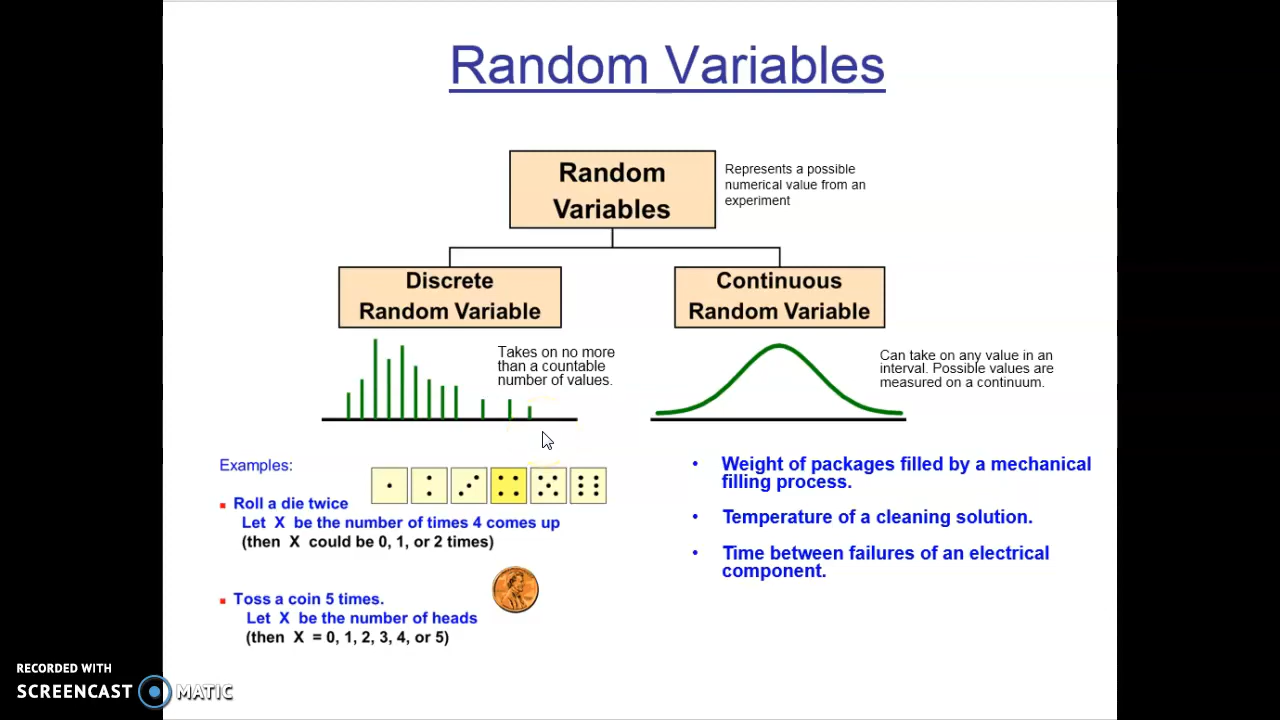 Random Variables
Random
Variables
Represents a possible
numerical value from an
experiment
Discrete
Random Variable
Continuous
Random Variable
Takes on no more
than a countable
number of values.
Can take on any value in an
interval. Possible values are
measured on a continuum.
Examples:
Roll a die twice
Let X be the number of times 4 comes up
(then X could be 0, 1, or 2 times)
Toss a coin 5 times.
Let X be the number of heads
(then X = 0, 1, 2, 3, 4, or 5)
• Weight of packages filled by a mechanical
filling process.
• Temperature of a cleaning solution.
• Time between failures of an electrical
component.
RECORDED WITH
SCREENCAST MATIC